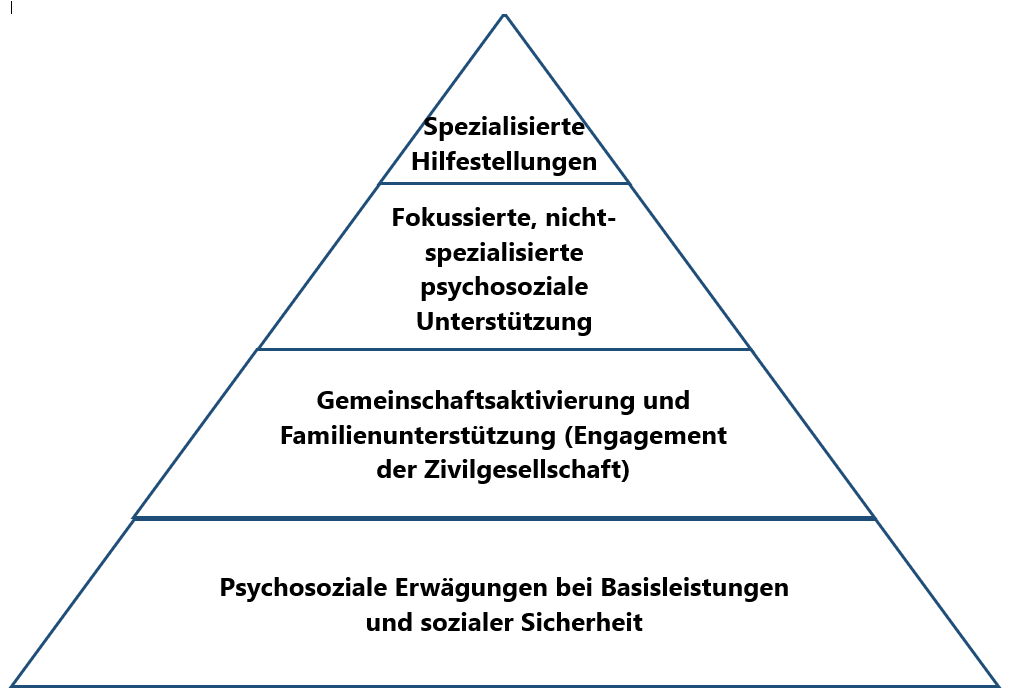 Spezialisierte
Hilfestellungen
Fokussierte, nicht-
spezialisierte
psychosoziale
Unterstützung
Gemeinschaftsaktivierung und
Familienunterstützung (Engagement
der Zivilgesellschaft)
Psychosoziale Erwägungen bei Basisleistungen
und sozialer Sicherheit